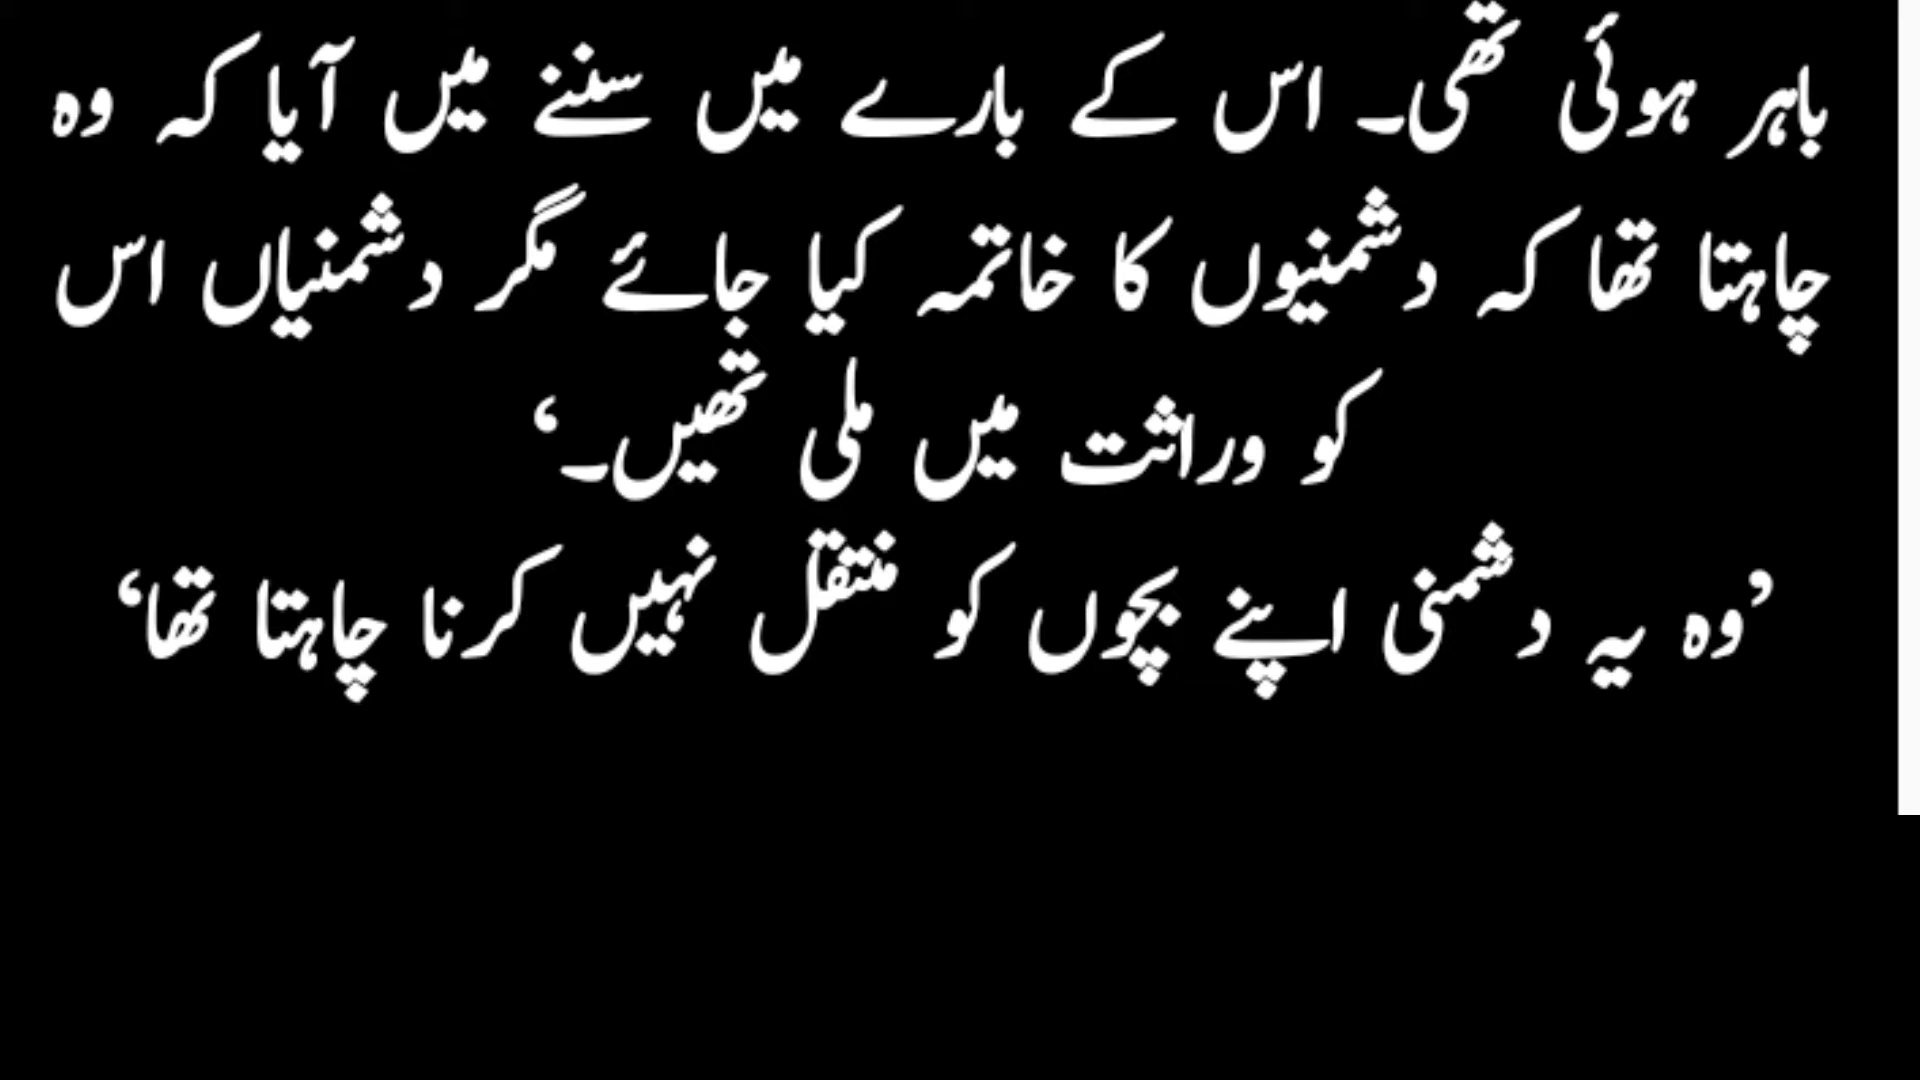 باہر ہوئی تھی۔ اس کے بارے میں سننے میں آیا کہ وہ
چاہتا تھا کہ دشمنیوں کا خاتمہ کیا جائے مگر دشمنیاں اس
کو وراثت میں ملی تھیں۔‘
’وہ یہ دشمنی اپنے بچوں کو منتقل نہیں کرنا چاہتا تھا‘